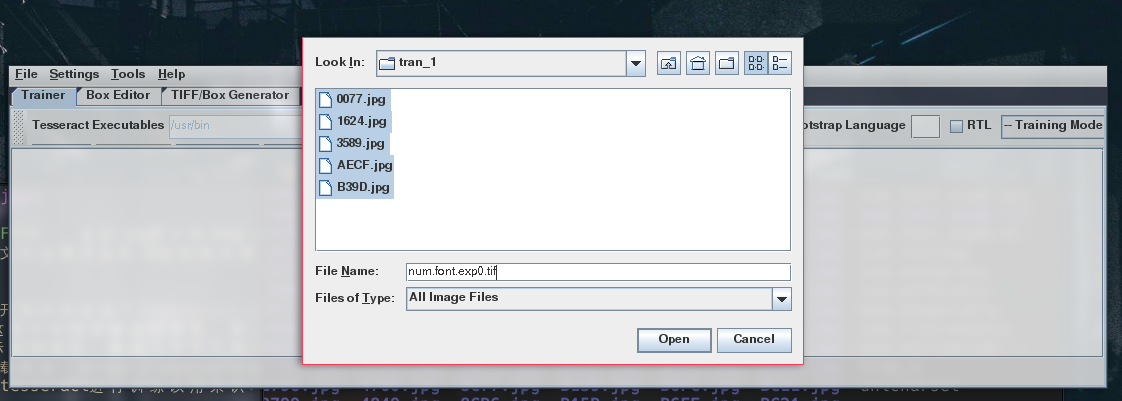 Look In: tran_1
File Settings Tools Help
Trainer Box Editor TIFF/Box Generator
0077.jpg
1624.jpg
3589.jpg
AECF.jpg
B39D.jpg
Tesseract Executables /usr/bin
otstrap Language RTL -- Training Mode
File Name: num.font.exp0.tif
Files of Type: All Image Files
Open Cancel